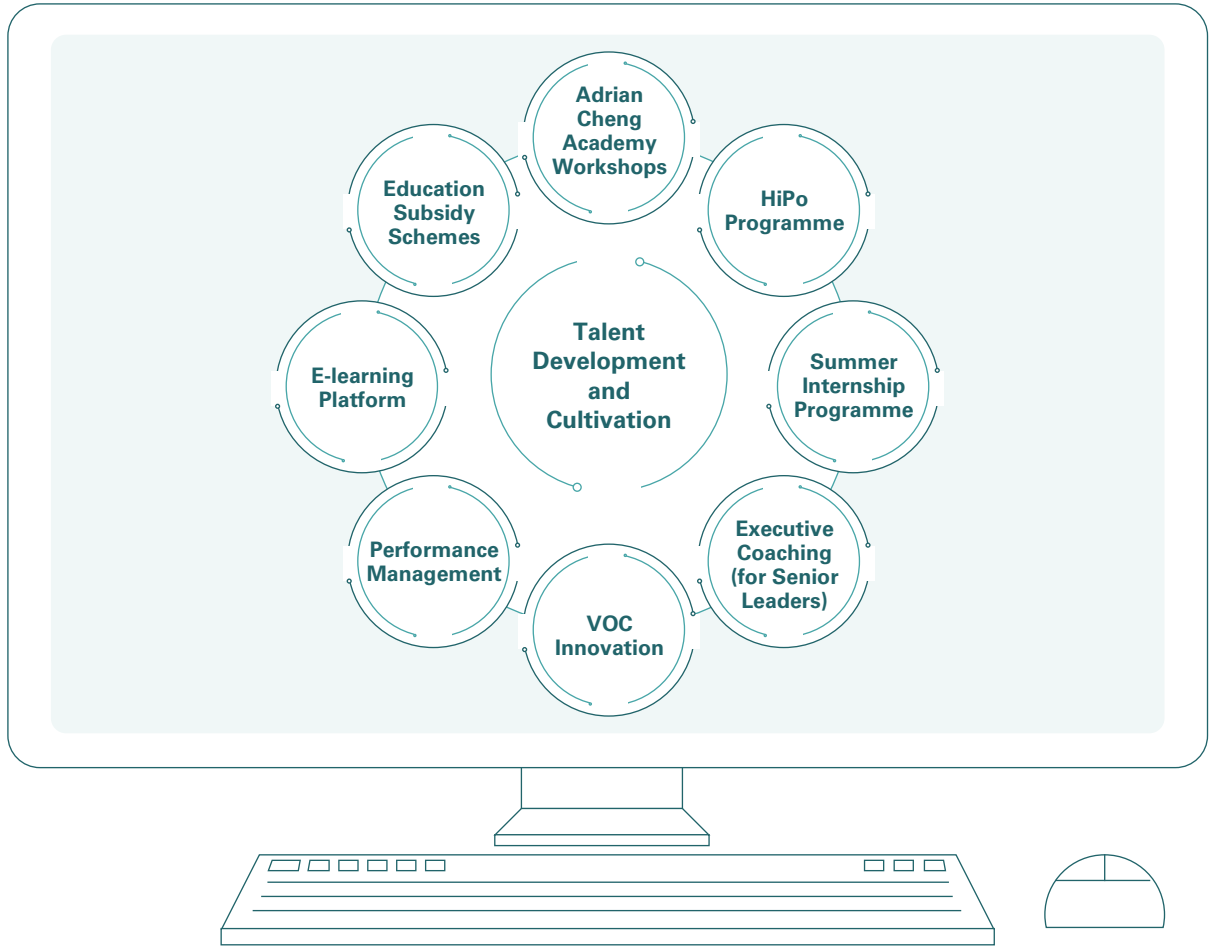 Adrian
Cheng
Academy
Workshops
HiPo
Programme
Summer
Internship
Programme
Executive
Coaching
(for Senior
Leaders)
VOC
Innovation
Performance
Management
E-learning
Platform
Education
Subsidy
Schemes
Talent
Development
and
Cultivation